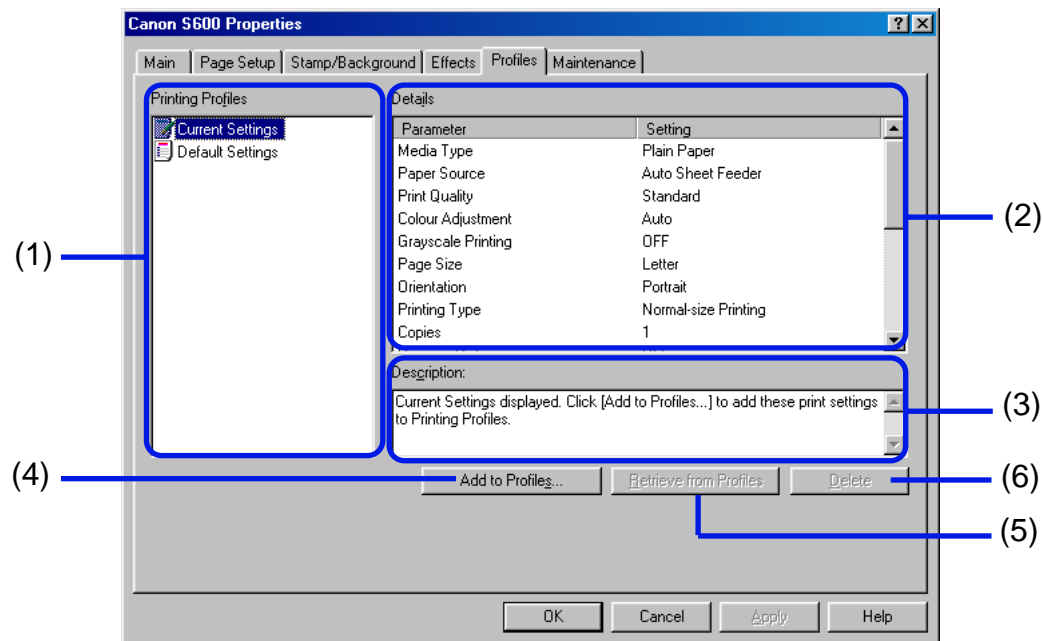 Canon S600 Properties
Main Page Setup Stamp/Background Effects Profiles Maintenance
Printing Profiles
Current Settings
Default Settings
Details
Parameter Setting
Media Type Plain Paper
Paper Source Auto Sheet Feeder
Print Quality Standard
Colour Adjustment Auto
Grayscale Printing OFF
Page Size Letter
Orientation Portrait
Printing Type Normal-size Printing
Copies 1
Description:
Current Settings displayed. Click [Add to Profiles...] to add these print settings
to Printing Profiles.
(1)
(2)
(3)
(4)
Add to Profiles... Retrieve from Profiles Delete
(6)
(5)
OK Cancel Apply Help